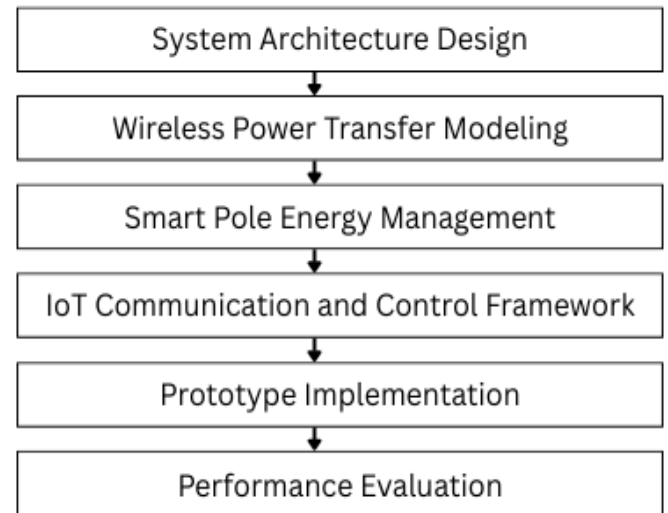 System Architecture Design
Wireless Power Transfer Modeling
Smart Pole Energy Management
IoT Communication and Control Framework
Prototype Implementation
Performance Evaluation